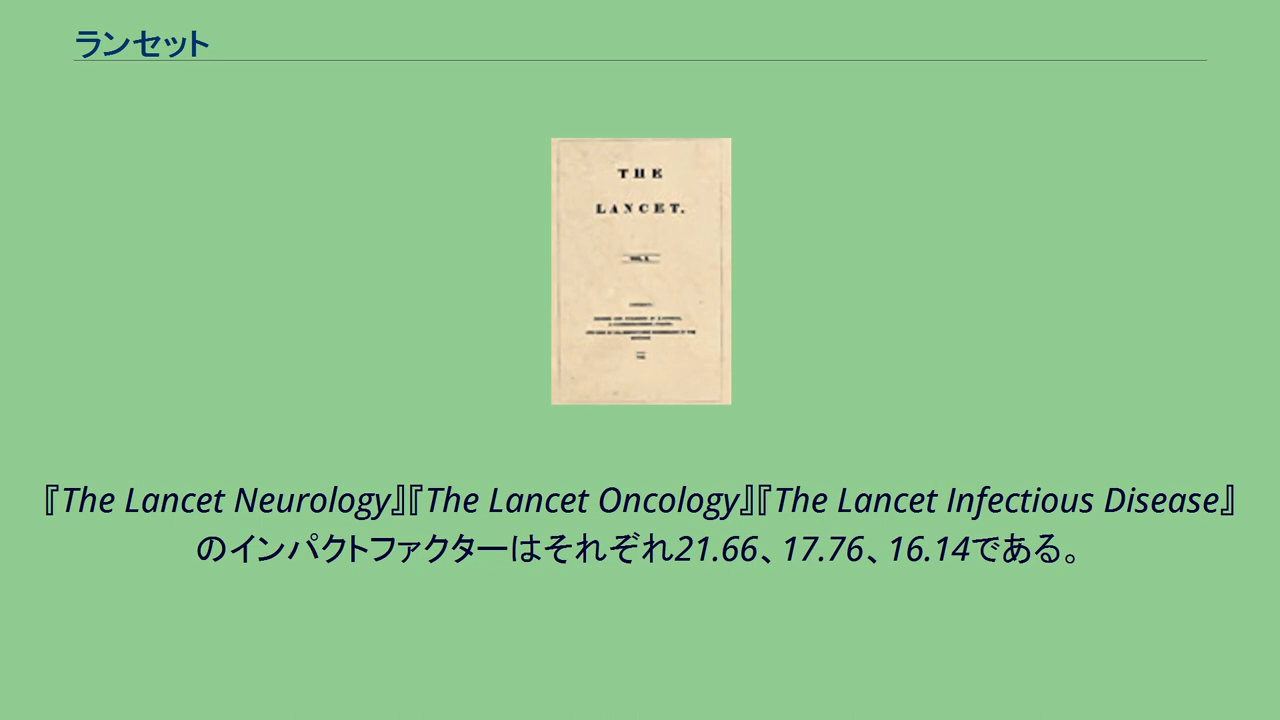 ランセット
THE
LANCET.
『The Lancet Neurology』『The Lancet Oncology』『The Lancet Infectious Disease』
のインパクトファクターはそれぞれ21.66、17.76、16.14である。